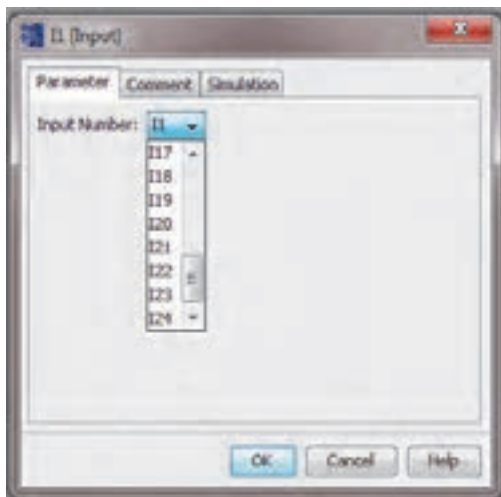 I1 [Input]
Parameter Comment Simulation
Input Number: I1
I17
I18
I19
I20
I21
I22
I23
I24
OK Cancel Help